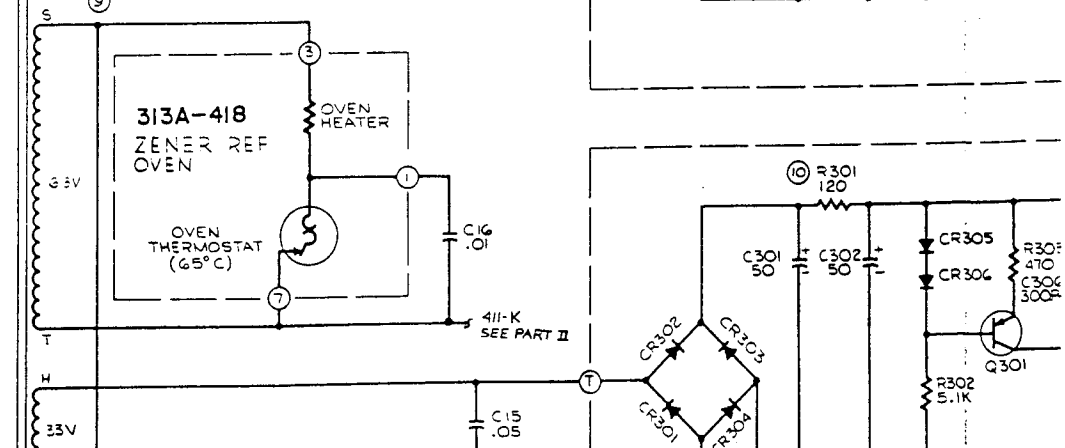 9
S
3
313A-418
ZENER REF
OVEN
OVEN
HEATER
1
OVEN
THERMOSTAT
(65°C)
C16
.01
7
T
411-K
SEE PART II
H
33V
C15
.05
T
10
R301
120
C301
50
+
-
C302
50
+
-
CR305
CR306
470
Q301
R302
5.1K
CR302
CR303
CR301
CR304